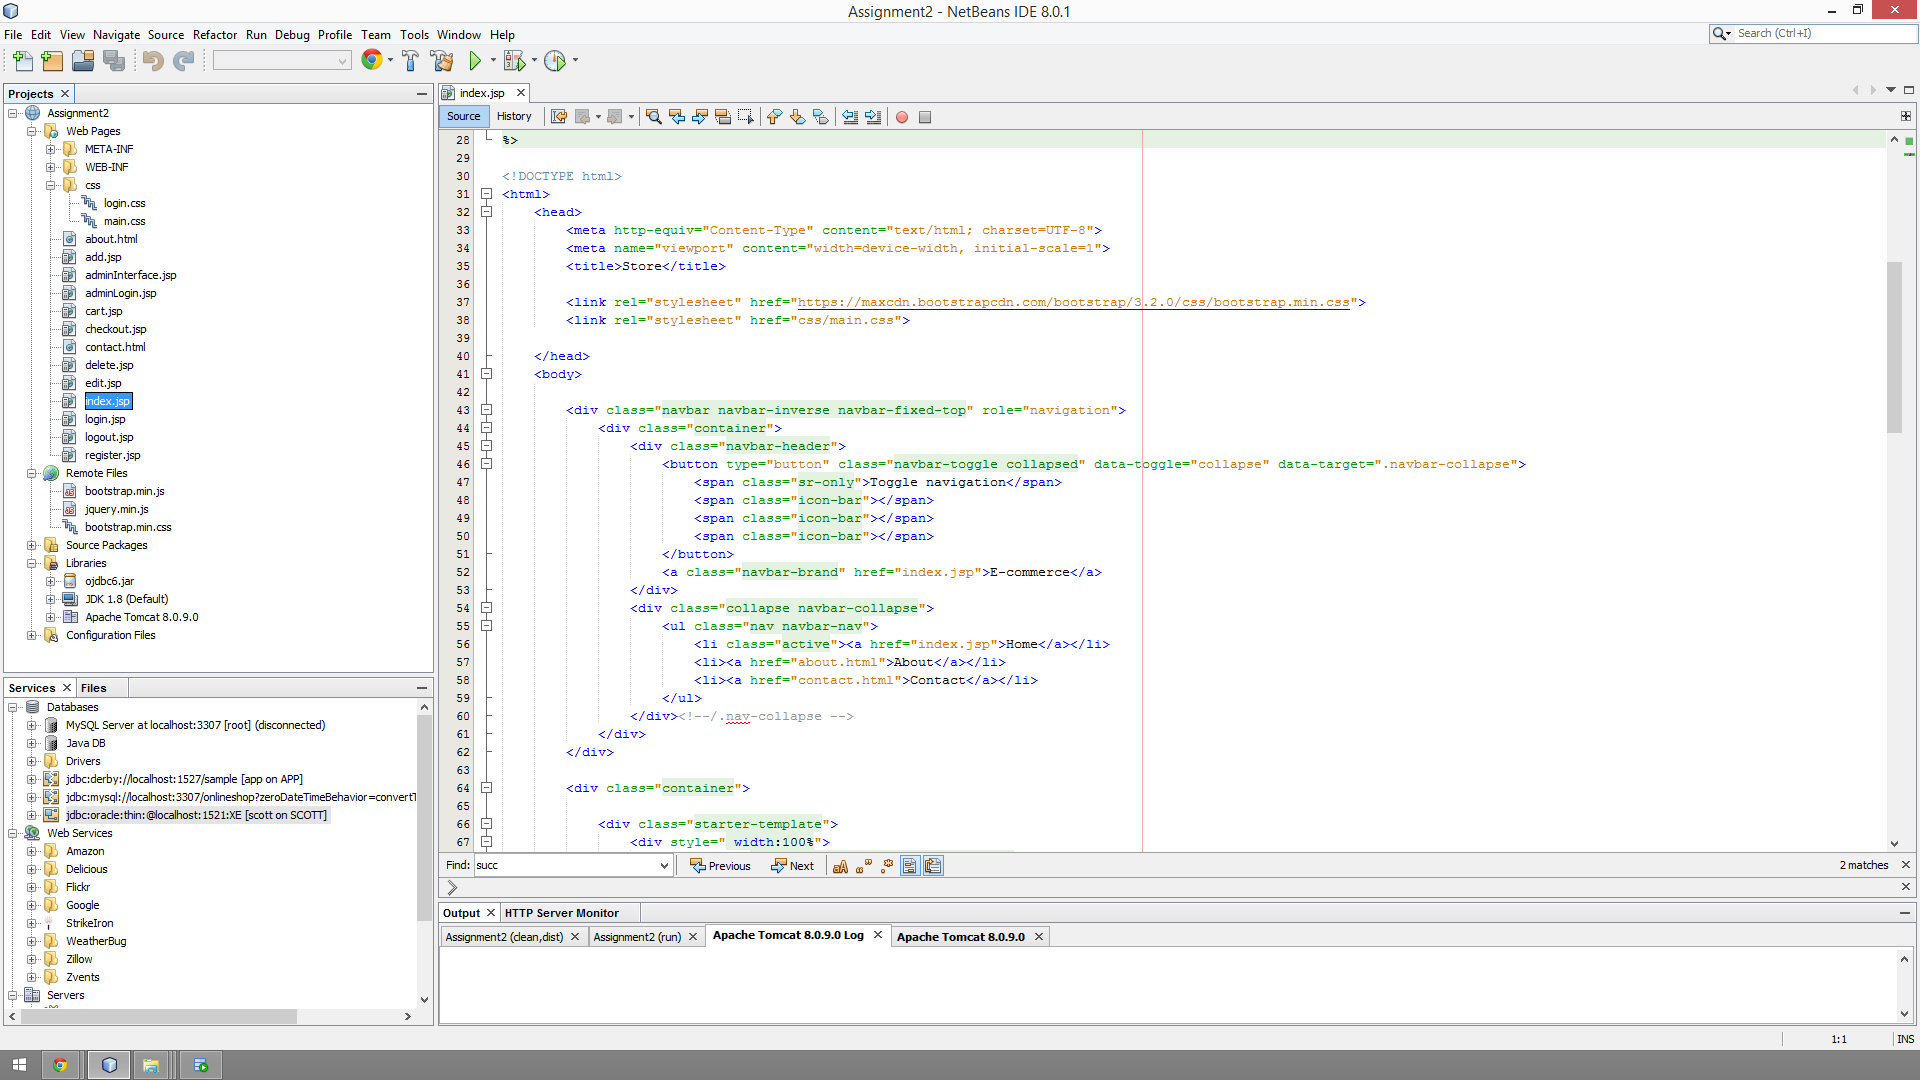 Assignment2 - NetBeans IDE 8.0.1
File Edit View Navigate Source Refactor Run Debug Profile Team Tools Window Help
Search (Ctrl+I)
Projects
Assignment2
Web Pages
META-INF
WEB-INF
css
login.css
main.css
about.html
add.jsp
adminInterface.jsp
adminLogin.jsp
cart.jsp
checkout.jsp
contact.html
delete.jsp
edit.jsp
index.jsp
login.jsp
logout.jsp
register.jsp
Remote Files
bootstrap.min.js
jquery.min.js
bootstrap.min.css
Source Packages
Libraries
ojdbc6.jar
JDK 1.8 (Default)
Apache Tomcat 8.0.9.0
Configuration Files
Services Files
Databases
MySQL Server at localhost:3307 [root] (disconnected)
Java DB
Drivers
jdbc:derby://localhost:1527/sample [app on APP]
jdbc:mysql://localhost:3307/onlineshop?zeroDateTimeBehavior=convertT
jdbc:oracle:thin:@localhost:1521:XE [scott on SCOTT]
Web Services
Amazon
Delicious
Flickr
Google
StrikeIron
WeatherBug
Zillow
Zvents
Servers
index.jsp
Source History
28 %>
29
30 <!DOCTYPE html>
31 <html>
32 <head>
33 <meta http-equiv="Content-Type" content="text/html; charset=UTF-8">
34 <meta name="viewport" content="width=device-width, initial-scale=1">
35 <title>Store</title>
36
37 <link rel="stylesheet" href="https://maxcdn.bootstrapcdn.com/bootstrap/3.2.0/css/bootstrap.min.css">
38 <link rel="stylesheet" href="css/main.css">
39
40 </head>
41 <body>
42
43 <div class="navbar navbar-inverse navbar-fixed-top" role="navigation">
44 <div class="container">
45 <div class="navbar-header">
46 <button type="button" class="navbar-toggle collapsed" data-toggle="collapse" data-target=".navbar-collapse">
47 <span class="sr-only">Toggle navigation</span>
48 <span class="icon-bar"></span>
49 <span class="icon-bar"></span>
50 <span class="icon-bar"></span>
51 </button>
52 <a class="navbar-brand" href="index.jsp">E-commerce</a>
53 </div>
54 <div class="collapse navbar-collapse">
55 <ul class="nav navbar-nav">
56 <li class="active"><a href="index.jsp">Home</a></li>
57 <li><a href="about.html">About</a></li>
58 <li><a href="contact.html">Contact</a></li>
59 </ul>
60 </div><!--/.nav-collapse -->
61 </div>
62 </div>
63
64 <div class="container">
65
66 <div class="starter-template">
67 <div style=" width:100%">
Find: succ Previous Next 2 matches
Output HTTP Server Monitor
Assignment2 (clean,dist) Assignment2 (run) Apache Tomcat 8.0.9.0 Log Apache Tomcat 8.0.9.0
1:1 INS